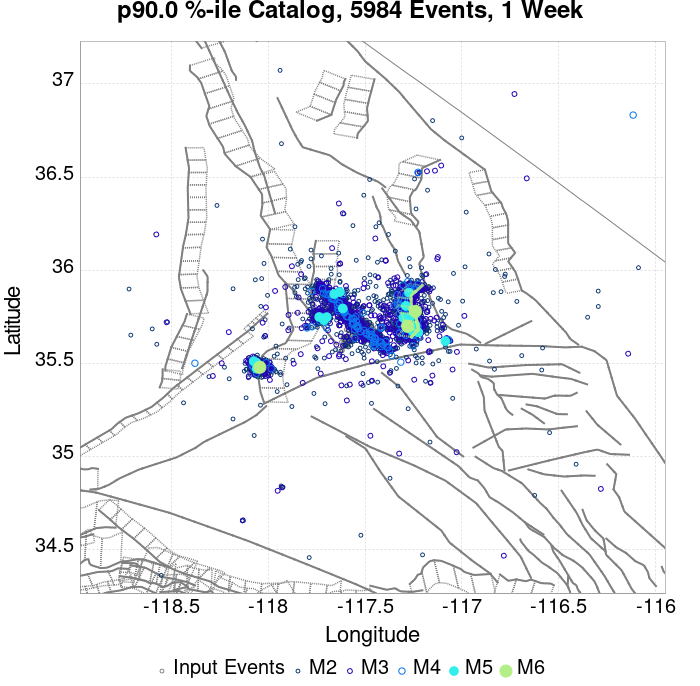 p90.0 %-ile Catalog, 5984 Events, 1 Week
37
36.5
36
35.5
35
34.5
Latitude
-118.5 -118 -117.5 -117 -116.5 -116
Longitude
Input Events M2 M3 M4 M5 M6